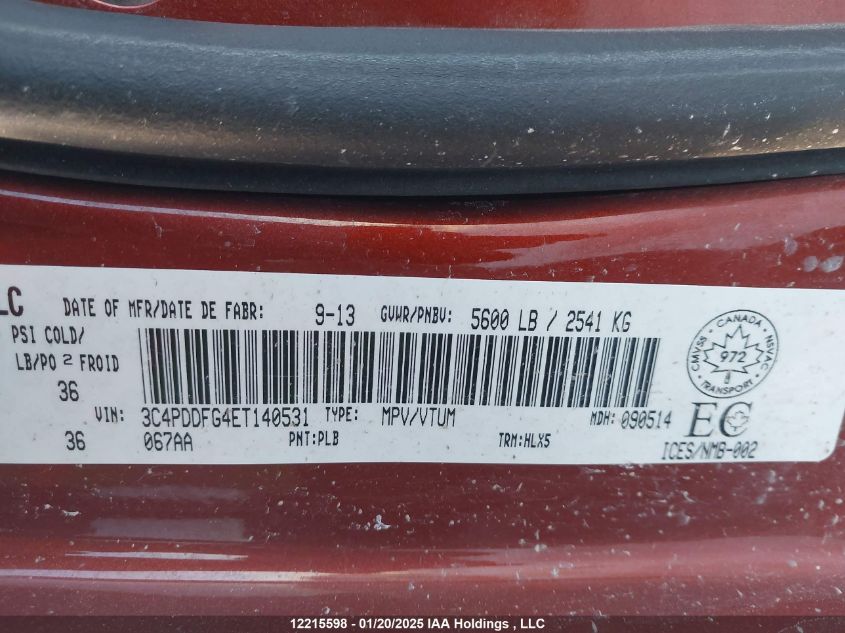 LC DATE OF MFR/DATE DE FABR: 9-13 GVWR/PNBV: 5600 LB / 2541 KG
PSI COLD/
LB/PO 2 FROID
36
VIN: 3C4PDDFG4ET140531 TYPE: MPV/VTUM MDH: 090514
36 067AA PNT:PLB TRM:HLX5
CANADA
CMVSS NSVAC
972
TRANSPORT
EC
ICES/NMB-002
12215598 - 01/20/2025 IAA Holdings , LLC